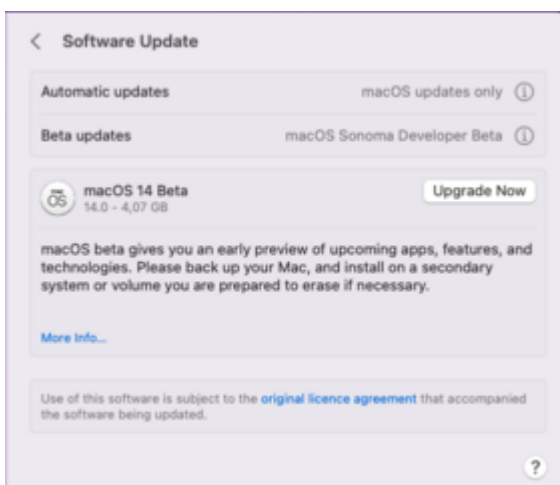 Software Update
Automatic updates macOS updates only
Beta updates macOS Sonoma Developer Beta
macOS 14 Beta
Upgrade Now
14.0 - 4,07 GB
macOS beta gives you an early preview of upcoming apps, features, and
technologies. Please back up your Mac, and install on a secondary
system or volume you are prepared to erase if necessary.
More Info...
Use of this software is subject to the original licence agreement that accompanied
the software being updated.
?